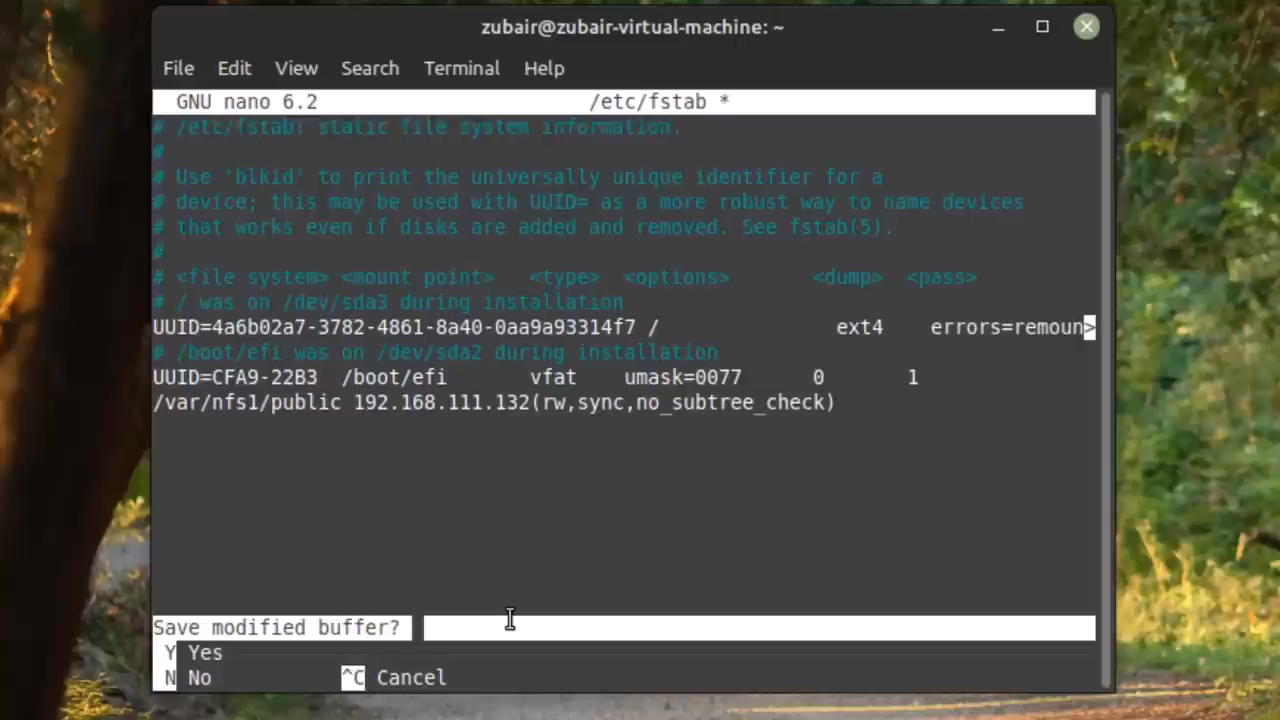 zubair@zubair-virtual-machine: ~
File Edit View Search Terminal Help
GNU nano 6.2 /etc/fstab *
# /etc/fstab: static file system information.
#
# Use 'blkid' to print the universally unique identifier for a
# device; this may be used with UUID= as a more robust way to name devices
# that works even if disks are added and removed. See fstab(5).
#
# <file system> <mount point>   <type>  <options>       <dump>  <pass>
# / was on /dev/sda3 during installation
UUID=4a6b02a7-3782-4861-8a40-0aa9a93314f7 /               ext4    errors=remoun>
# /boot/efi was on /dev/sda2 during installation
UUID=CFA9-22B3  /boot/efi       vfat    umask=0077      0       1
/var/nfs1/public 192.168.111.132(rw,sync,no_subtree_check)
Save modified buffer?
Y Yes
N No ^C Cancel